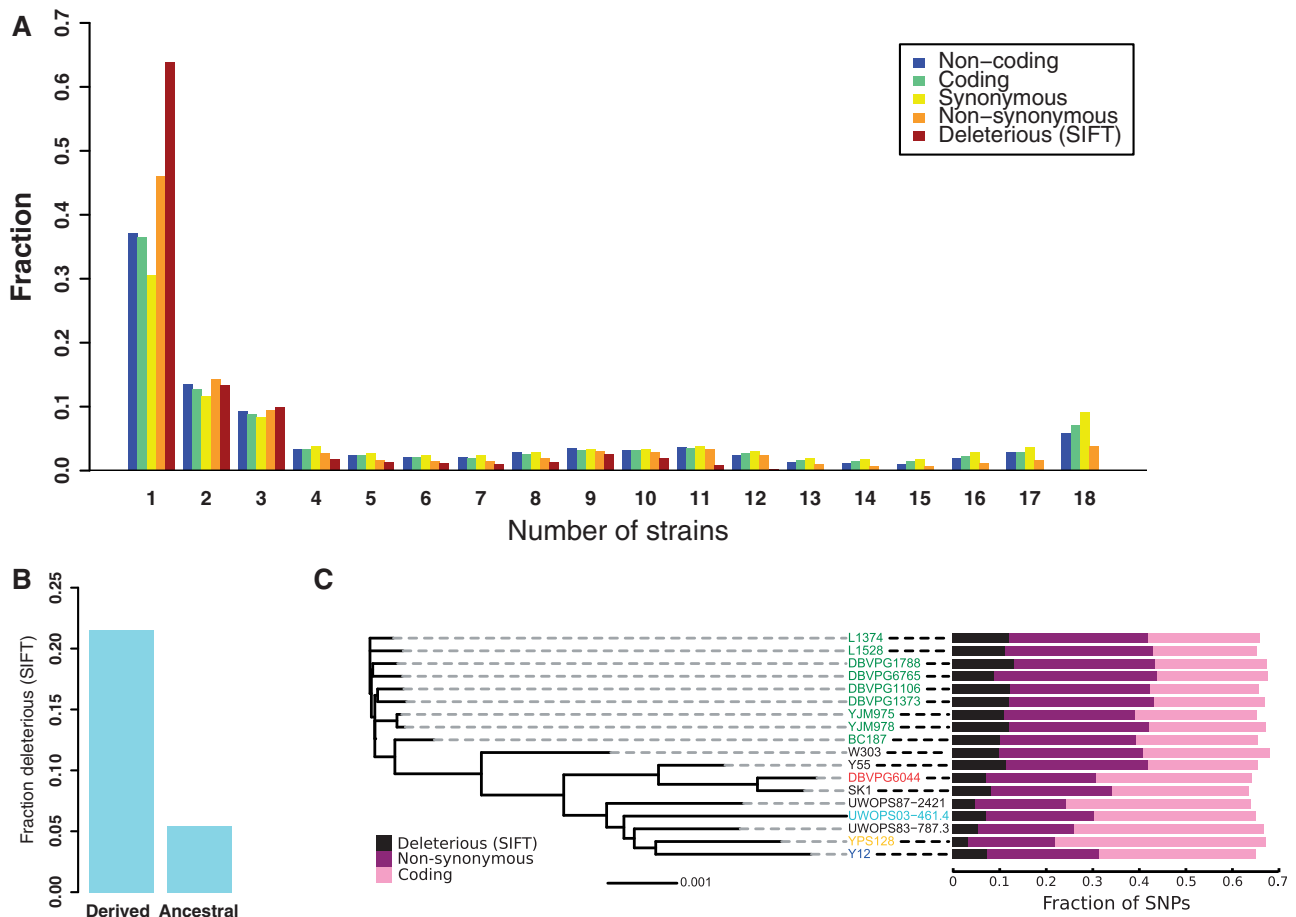 A
0.7
0.6
0.5
0.4
0.3
0.2
0.1
0.0
Fraction
Non-coding
Coding
Synonymous
Non-synonymous
Deleterious (SIFT)
1 2 3 4 5 6 7 8 9 10 11 12 13 14 15 16 17 18
Number of strains
B
0.25
0.20
0.15
0.10
0.05
0.00
Fraction deleterious (SIFT)
Derived Ancestral
C
L1374
L1528
DBVPG1788
DBVPG6765
DBVPG1106
DBVPG1373
YJM975
YJM978
BC187
W303
Y55
DBVPG6044
SK1
UWOPS87-2421
UWOPS03-461.4
UWOPS83-787.3
YPS128
Y12
Deleterious (SIFT)
Non-synonymous
Coding
0.001
0 0.1 0.2 0.3 0.4 0.5 0.6 0.7
Fraction of SNPs